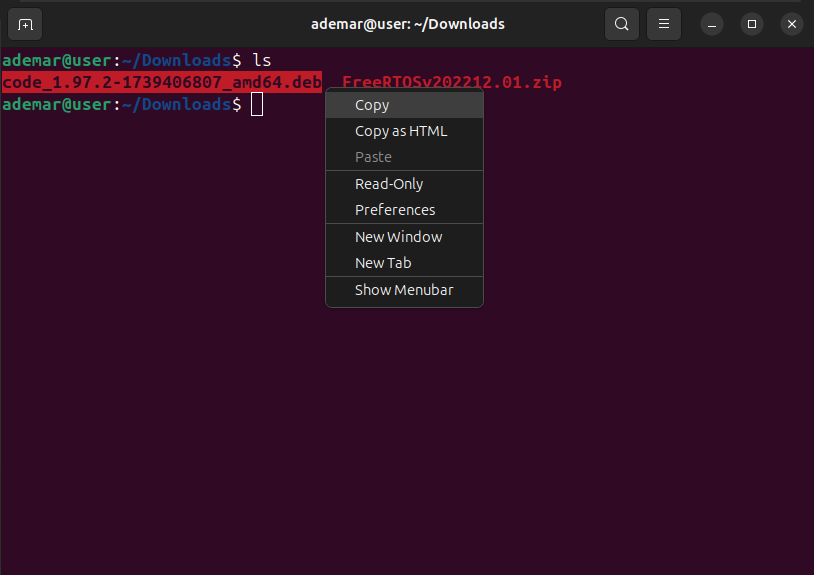 ademar@user: ~/Downloads
ademar@user:~/Downloads$ ls
code_1.97.2-1739406807_amd64.deb  FreeRTOSv202212.01.zip
ademar@user:~/Downloads$
Copy
Copy as HTML
Paste
Read-Only
Preferences
New Window
New Tab
Show Menubar